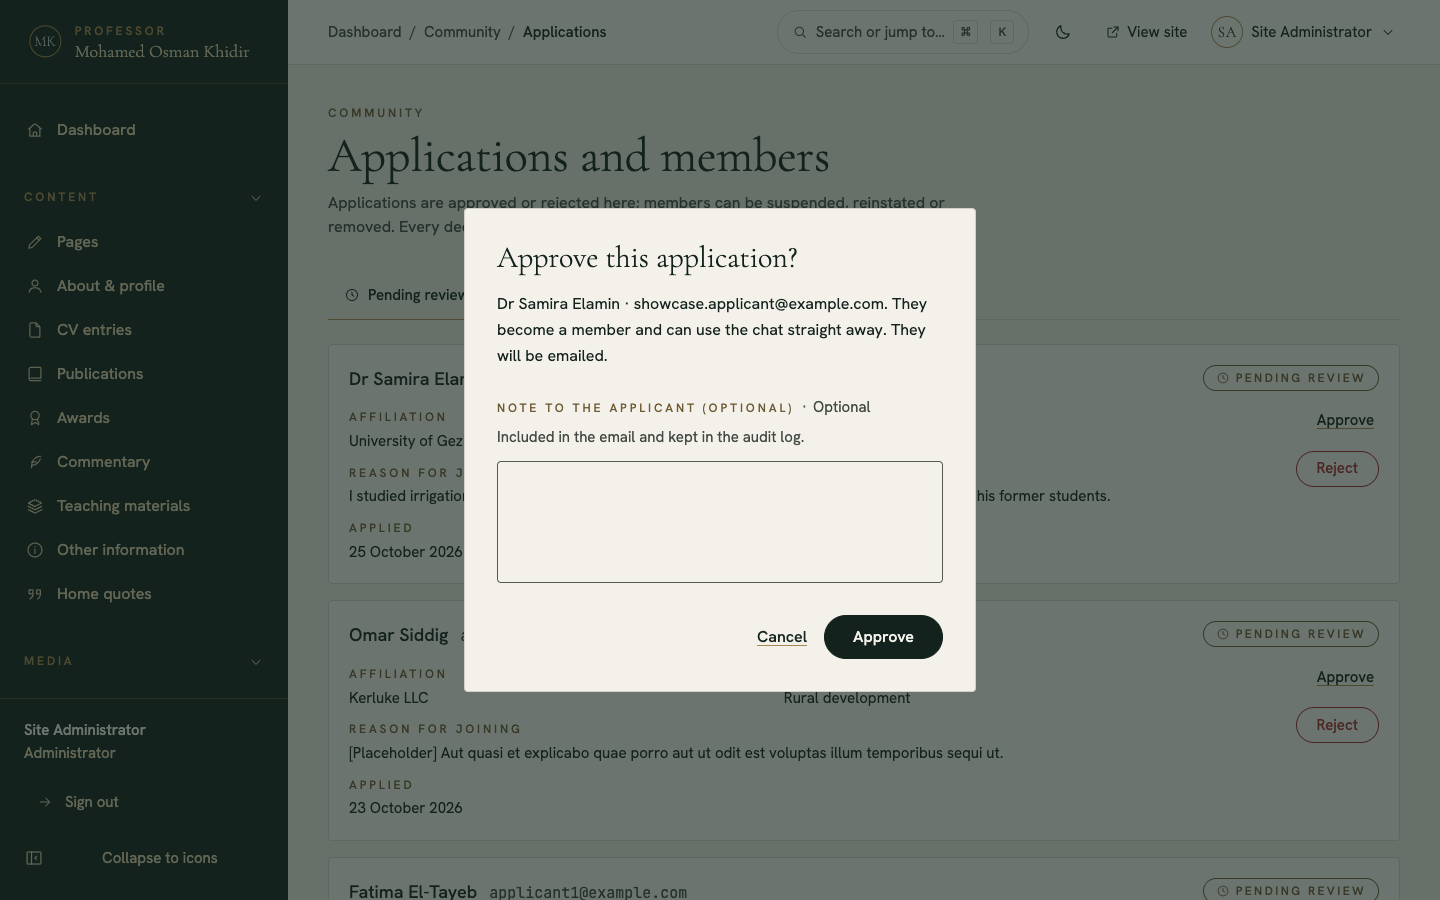 MK
PROFESSOR
Mohamed Osman Khidir
Dashboard
CONTENT
Pages
About & profile
CV entries
Publications
Awards
Commentary
Teaching materials
Other information
Home quotes
MEDIA
Site Administrator
Administrator
Sign out
Collapse to icons
Dashboard / Community / Applications
Search or jump to... ⌘ K
View site
SA Site Administrator
COMMUNITY
Applications and members
Applications are approved or rejected here; members can be suspended, reinstated or
removed. Every
Pending review
Dr Samira
PENDING REVIEW
AFFILIATION
University of
Approve
REASON FOR
Reject
I studied
his former students.
APPLIED
25 October 2026
Approve this application?
Dr Samira Elamin · showcase.applicant@example.com. They
become a member and can use the chat straight away. They
will be emailed.
NOTE TO THE APPLICANT (OPTIONAL) · Optional
Included in the email and kept in the audit log.
Cancel
Approve
Omar Siddig
PENDING REVIEW
AFFILIATION
Kerluke LLC
Rural development
Approve
REASON FOR JOINING
Reject
[Placeholder] Aut quasi et explicabo quae porro aut ut odit est voluptas illum temporibus sequi ut.
APPLIED
23 October 2026
Fatima El-Tayeb applicant1@example.com
PENDING REVIEW